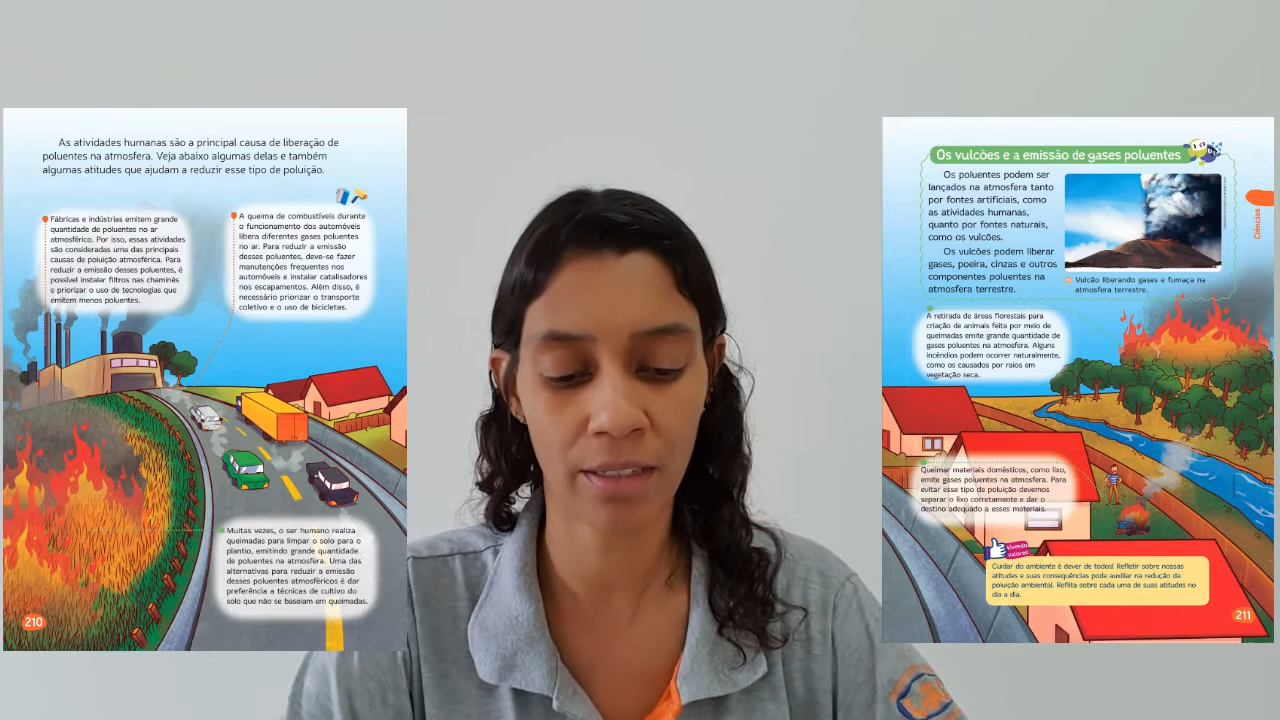 As atividades humanas são a principal causa de liberação de
poluentes na atmosfera. Veja abaixo algumas delas e também
algumas atitudes que ajudam a reduzir esse tipo de poluição.
Fábricas e indústrias emitem grande
quantidade de poluentes no ar
atmosférico. Por isso, essas atividades
são consideradas uma das principais
causas de poluição atmosférica. Para
reduzir a emissão desses poluentes, é
possível instalar filtros nas chaminés
e priorizar o uso de tecnologias que
emitem menos poluentes.
A queima de combustíveis durante
o funcionamento dos automóveis
libera diferentes gases poluentes
no ar. Para reduzir a emissão
desses poluentes, deve-se fazer
manutenções frequentes nos
automóveis e instalar catalisadores
nos escapamentos. Além disso, é
necessário priorizar o transporte
coletivo e o uso de bicicletas.
Muitas vezes, o ser humano realiza
queimadas para limpar o solo para o
plantio, emitindo grande quantidade
de poluentes na atmosfera. Uma das
alternativas para reduzir a emissão
desses poluentes atmosféricos é dar
preferência a técnicas de cultivo do
solo que não se baseiam em queimadas.
210
Os vulcões e a emissão de gases poluentes
Os poluentes podem ser
lançados na atmosfera tanto
por fontes artificiais, como
as atividades humanas,
quanto por fontes naturais,
como os vulcões.
Os vulcões podem liberar
gases, poeira, cinzas e outros
componentes poluentes na
atmosfera terrestre.
Vulcão liberando gases e fumaça na
atmosfera terrestre.
Ciências
A retirada de áreas florestais para
criação de animais feita por meio de
queimadas emite grande quantidade de
gases poluentes na atmosfera. Alguns
incêndios podem ocorrer naturalmente,
como os causados por raios em
vegetação seca.
Queimar materiais domésticos, como lixo,
emite gases poluentes na atmosfera. Para
evitar esse tipo de poluição devemos
separar o lixo corretamente e dar o
destino adequado a esses materiais.
Vivendo
valores
Cuidar do ambiente é dever de todos! Refletir sobre nossas
atitudes e suas consequências pode auxiliar na redução da
poluição ambiental. Reflita sobre cada uma de suas atitudes no
dia a dia.
211